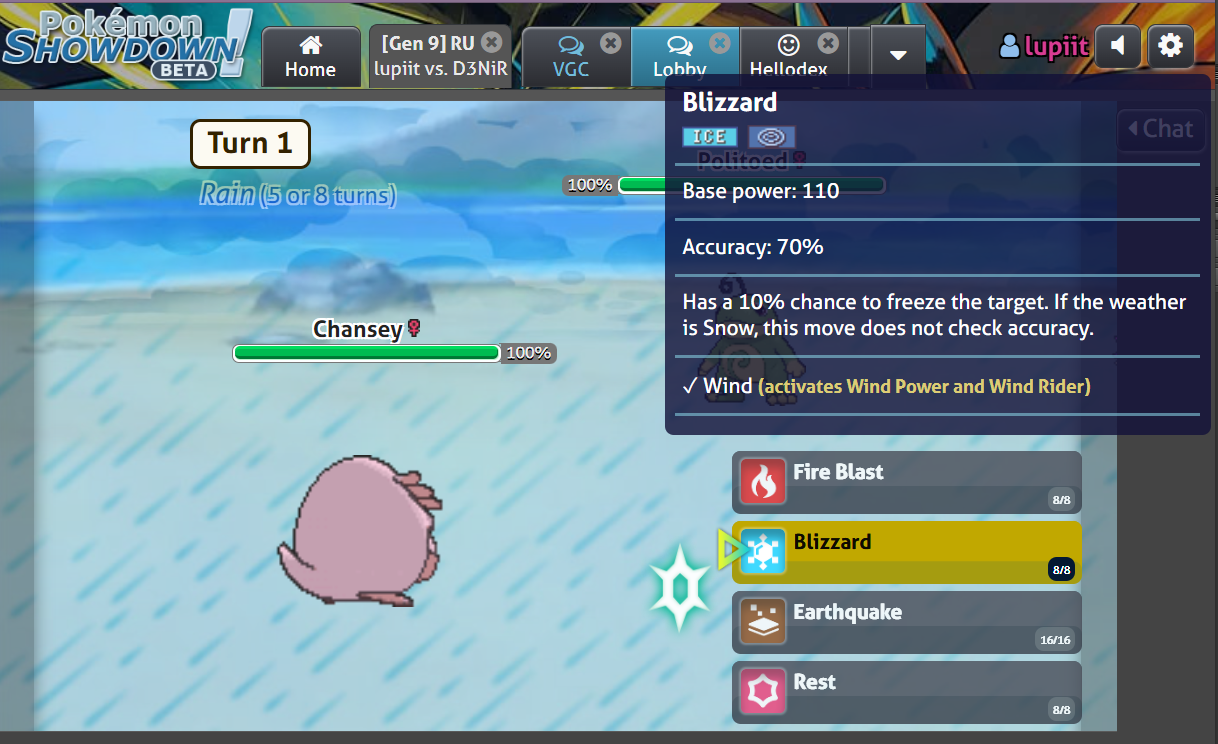 Pokémon
SHOWDOWN!
BETA
Home
[Gen 9] RU
lupiit vs. D3NiR
VGC
Lobby
Hellodex
lupiit
Chat
Turn 1
Rain (5 or 8 turns)
Blizzard
ICE
Politoed
100%
Base power: 110
Accuracy: 70%
Has a 10% chance to freeze the target. If the weather
is Snow, this move does not check accuracy.
✓ Wind (activates Wind Power and Wind Rider)
Chansey
100%
Fire Blast
8/8
Blizzard
8/8
Earthquake
16/16
Rest
8/8